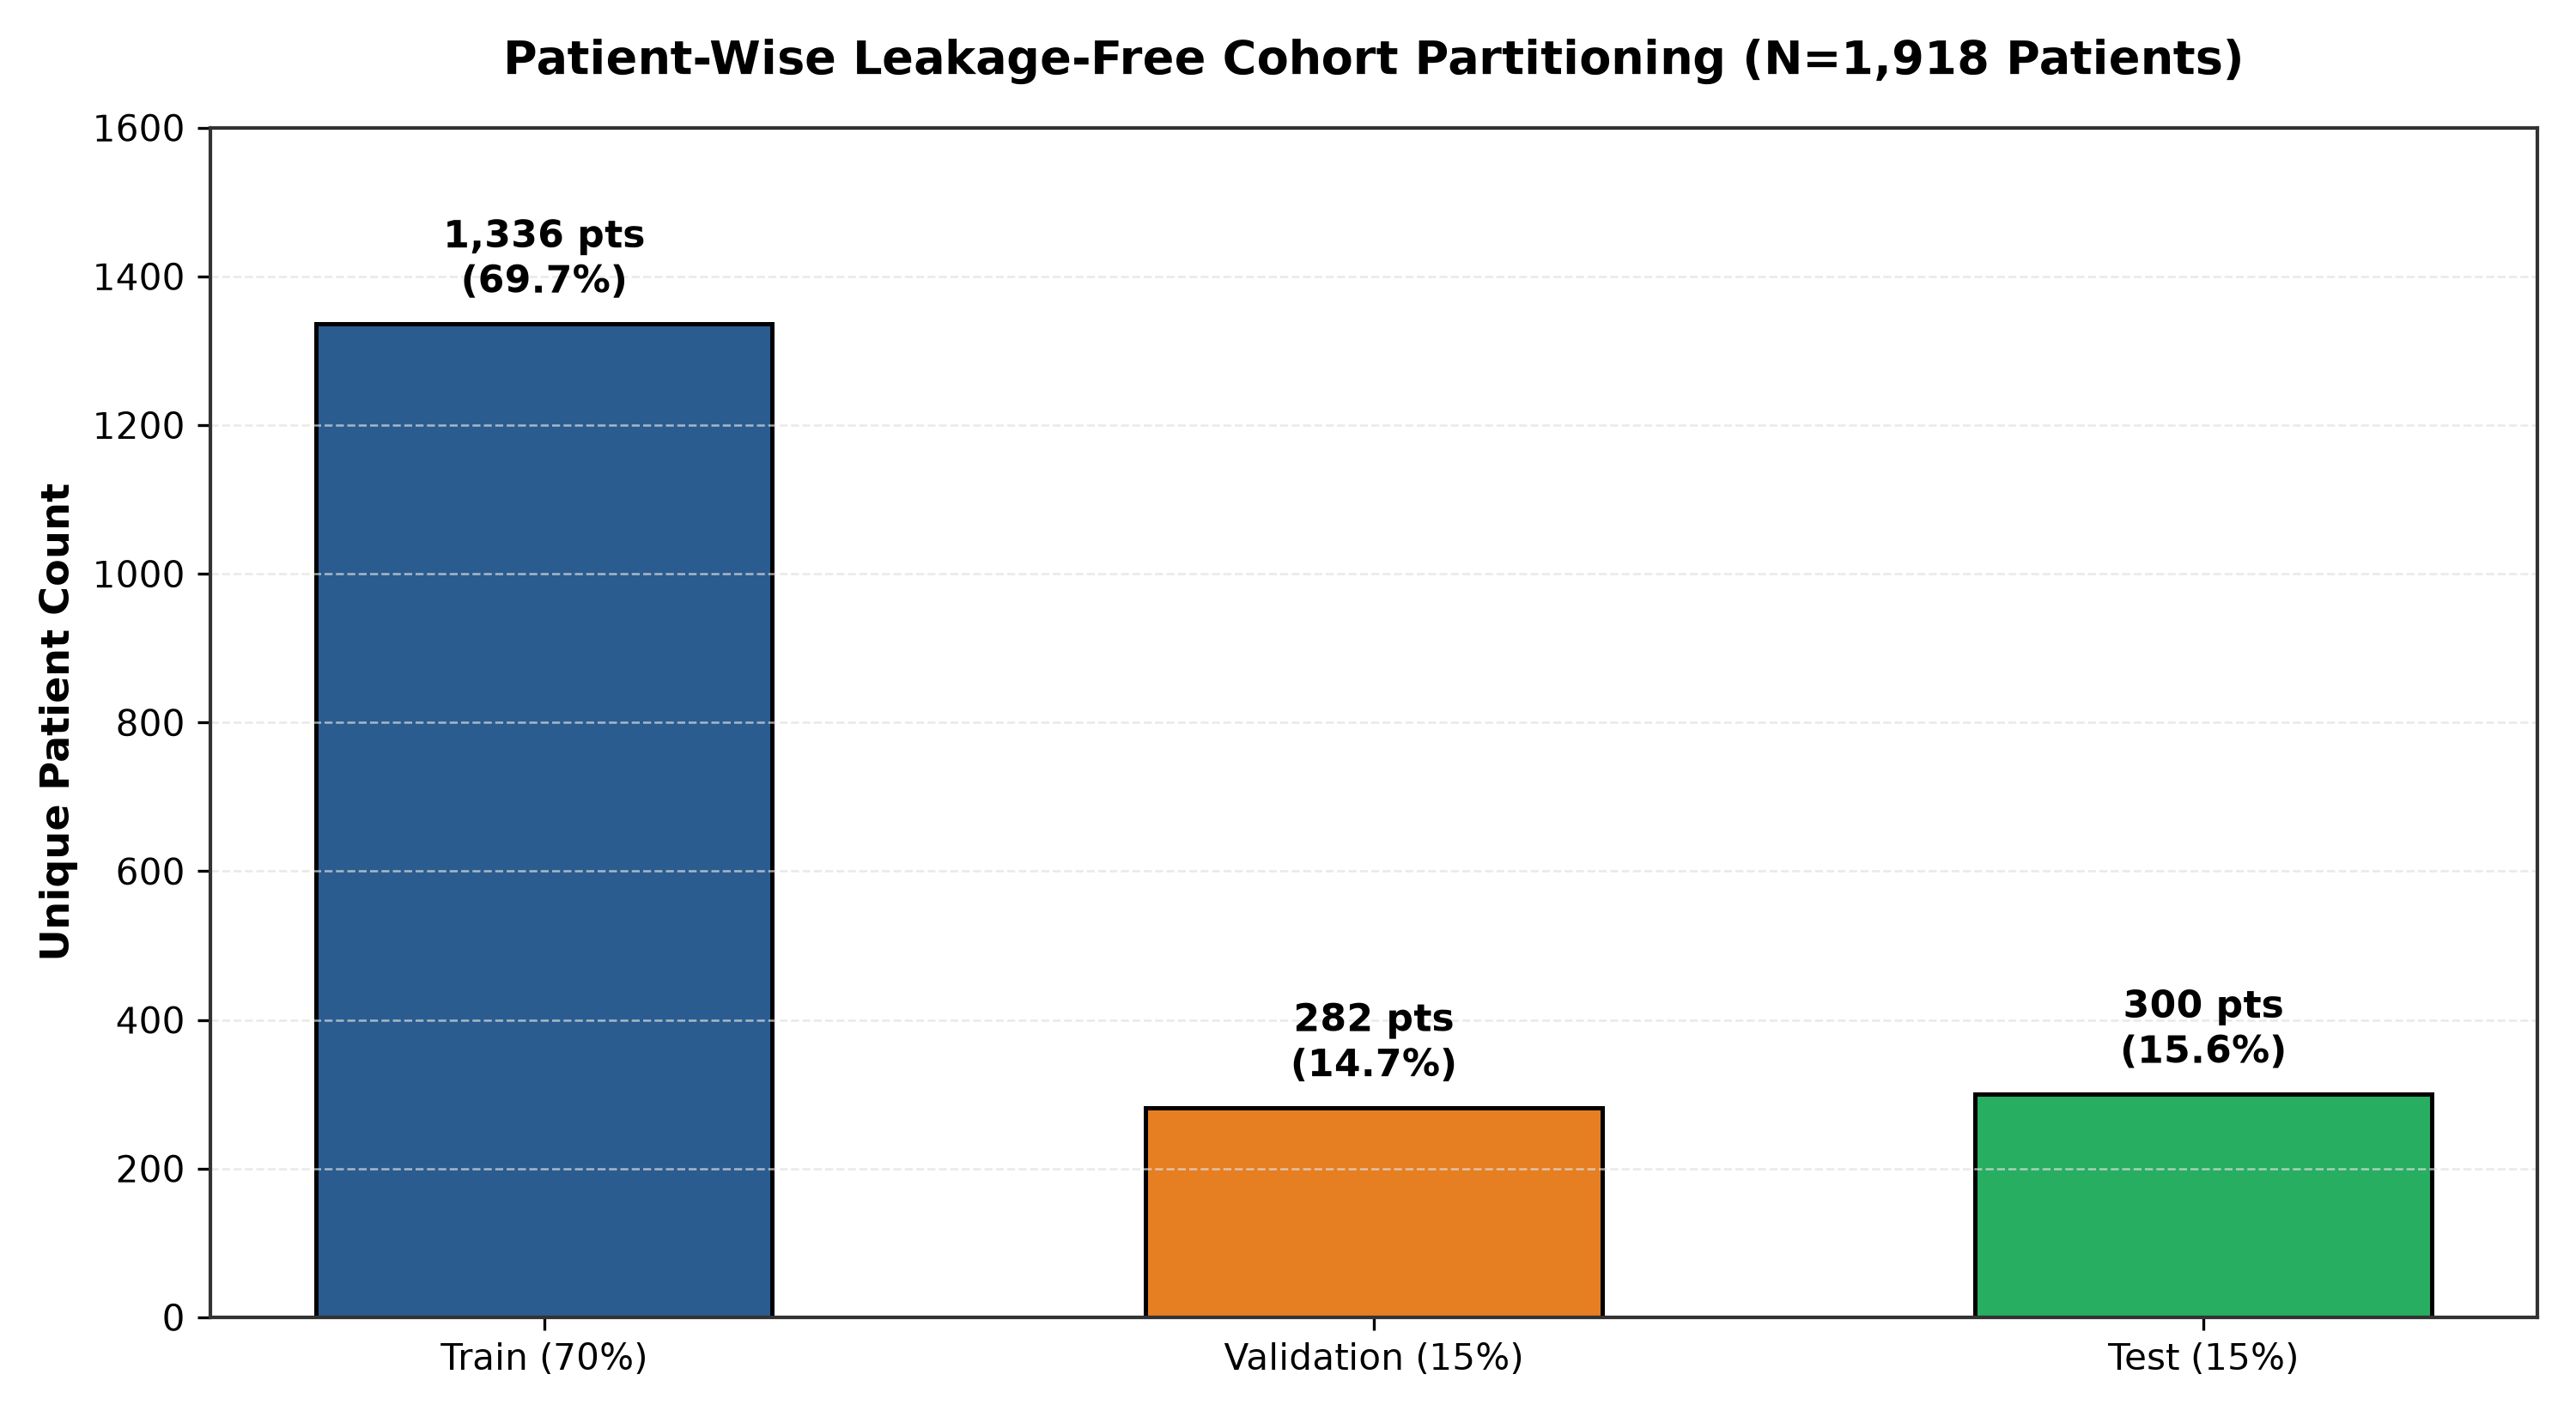 Patient-Wise Leakage-Free Cohort Partitioning (N=1,918 Patients)
Unique Patient Count
1600
1400
1200
1000
800
600
400
200
0
1,336 pts
(69.7%)
282 pts
(14.7%)
300 pts
(15.6%)
Train (70%)
Validation (15%)
Test (15%)